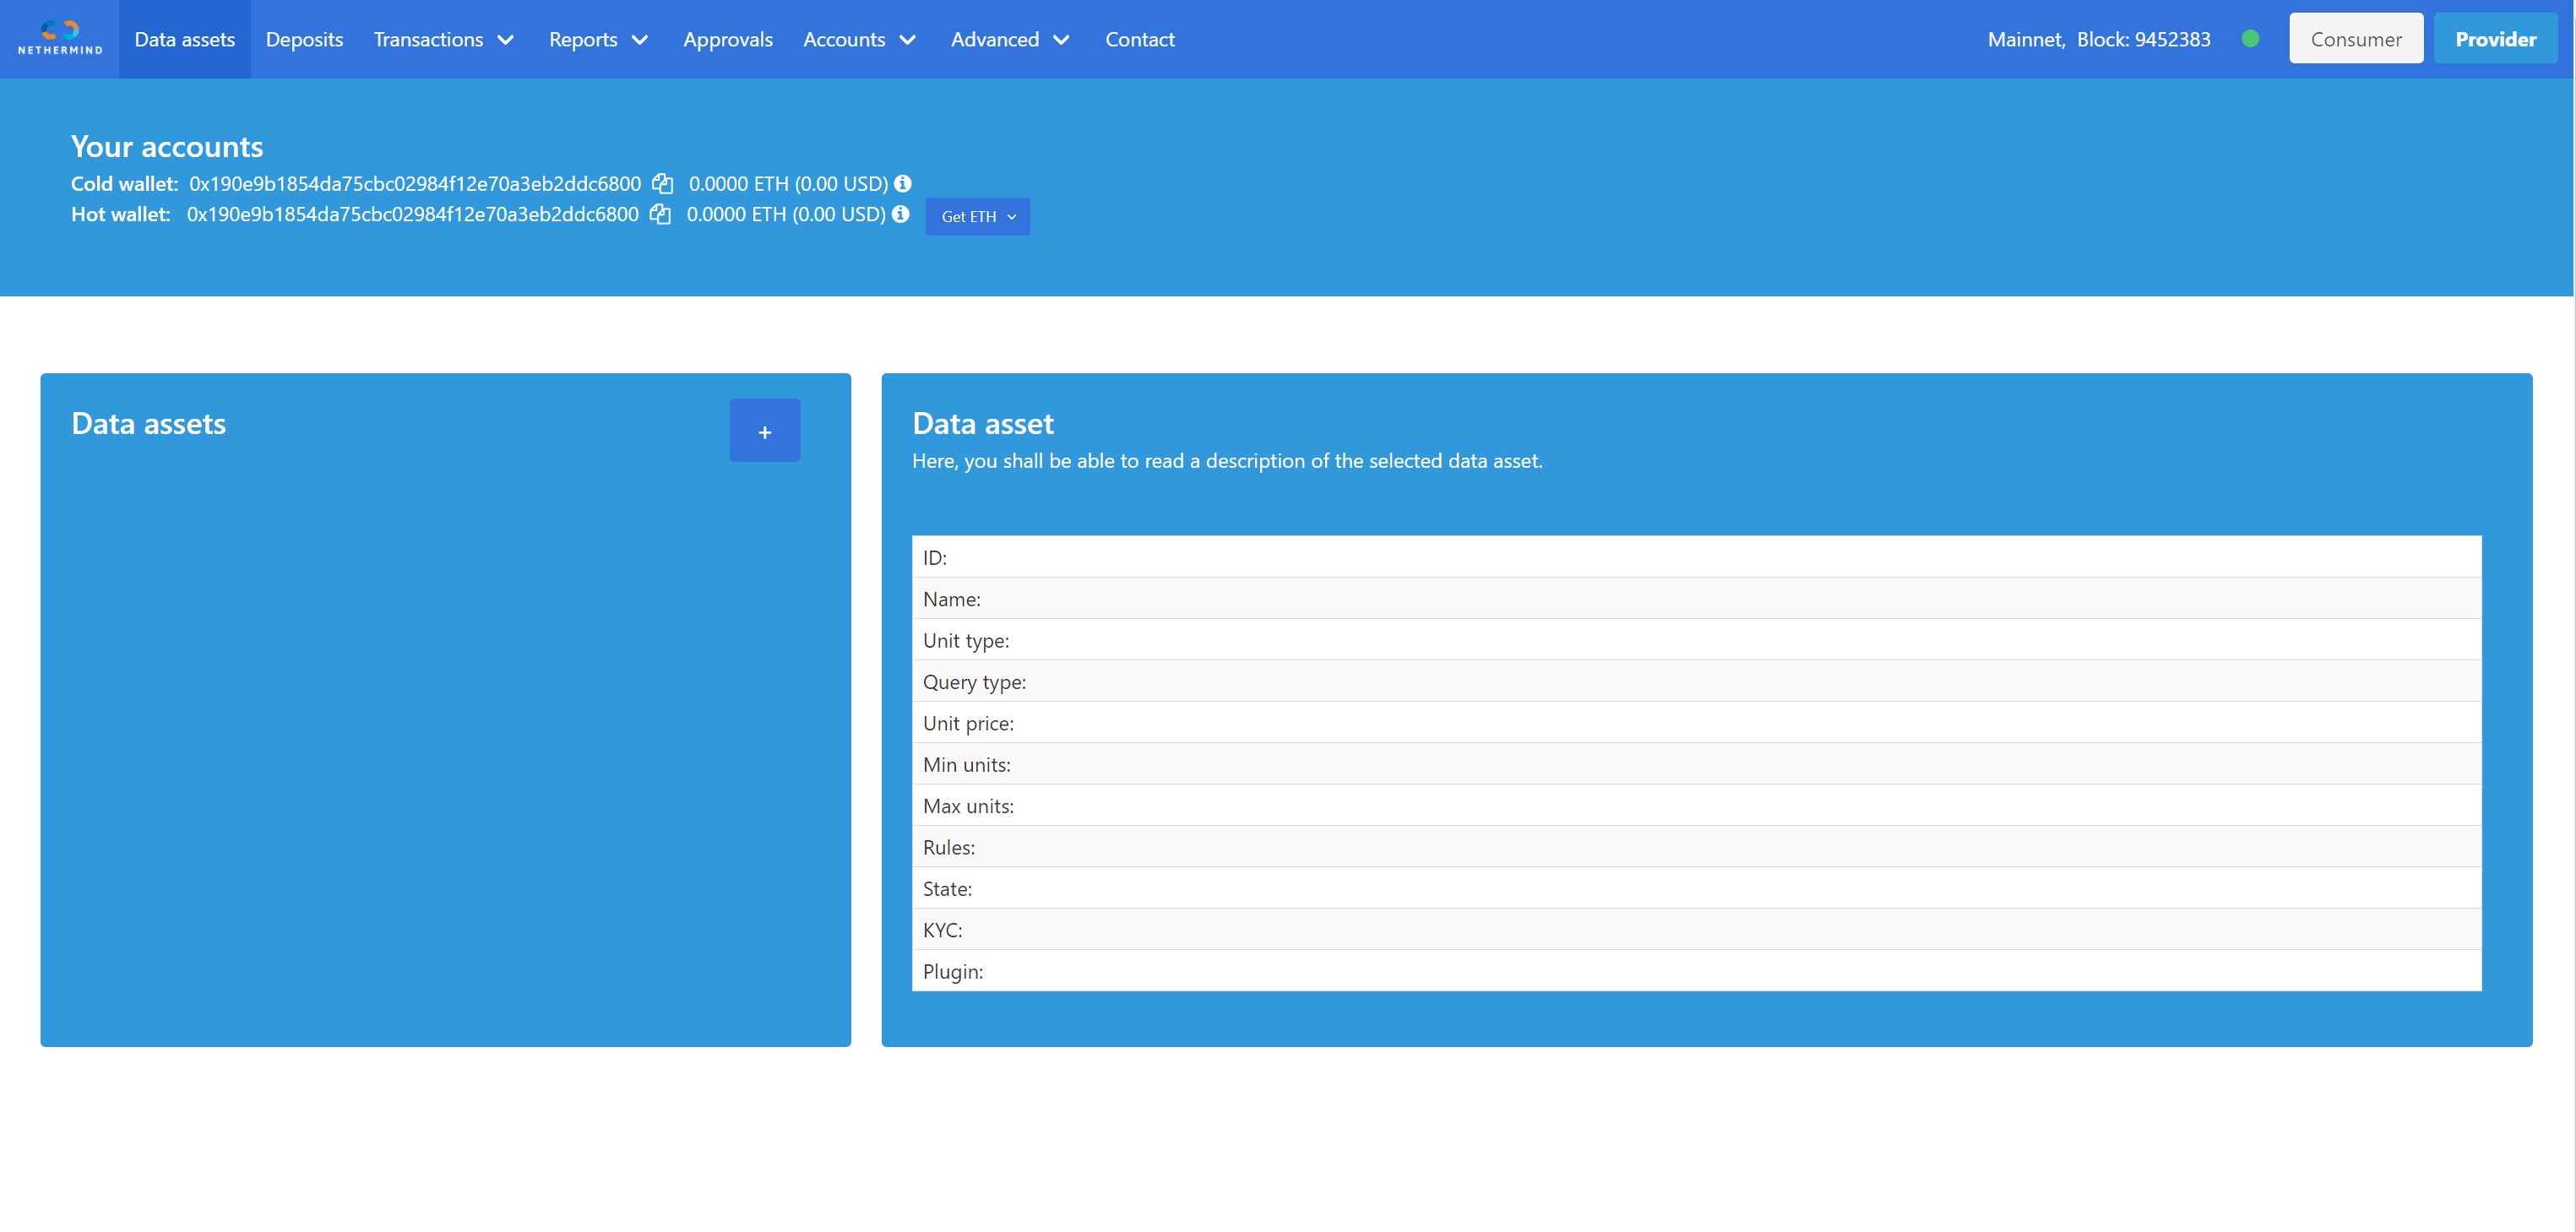 NETHERMIND
Data assets Deposits Transactions Reports Approvals Accounts Advanced Contact Mainnet, Block: 9452383 Consumer Provider
Your accounts
Cold wallet: 0x190e9b1854da75cbc02984f12e70a3eb2ddc6800 0.0000 ETH (0.00 USD)
Hot wallet: 0x190e9b1854da75cbc02984f12e70a3eb2ddc6800 0.0000 ETH (0.00 USD) Get ETH
Data assets +
Data asset
Here, you shall be able to read a description of the selected data asset.
ID:
Name:
Unit type:
Query type:
Unit price:
Min units:
Max units:
Rules:
State:
KYC:
Plugin: